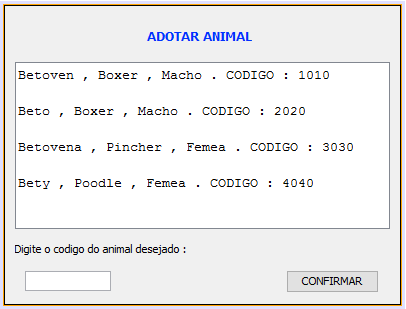 ADOTAR ANIMAL
Betoven , Boxer , Macho . CODIGO : 1010
Beto , Boxer , Macho . CODIGO : 2020
Betovena , Pincher , Femea . CODIGO : 3030
Bety , Poodle , Femea . CODIGO : 4040
Digite o codigo do animal desejado :
CONFIRMAR